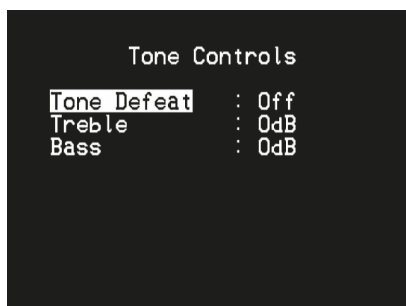 Tone Controls
Tone Defeat : Off
Treble : 0dB
Bass : 0dB